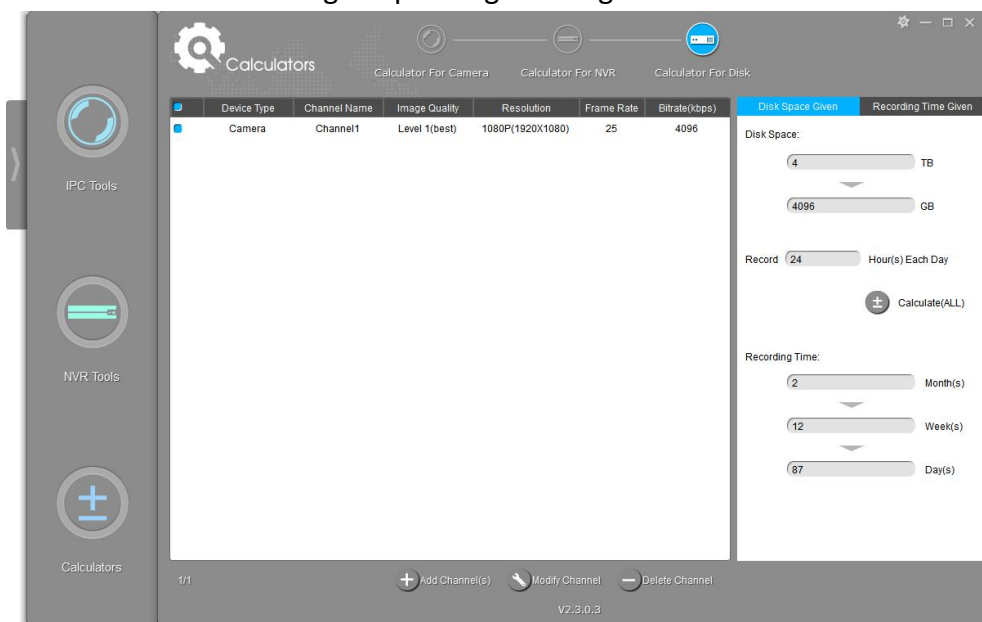 Calculators
Calculator For Camera
Calculator For NVR
Calculator For Disk
IPC Tools
NVR Tools
Calculators
Device Type Channel Name Image Quality Resolution Frame Rate Bitrate(kbps)
Camera Channel1 Level 1(best) 1080P(1920X1080) 25 4096
Disk Space Given Recording Time Given
Disk Space:
4 TB
4096 GB
Record 24 Hour(s) Each Day
Calculate(ALL)
Recording Time:
2 Month(s)
12 Week(s)
87 Day(s)
1/1 Add Channel(s) Modify Channel Delete Channel
V2.3.0.3